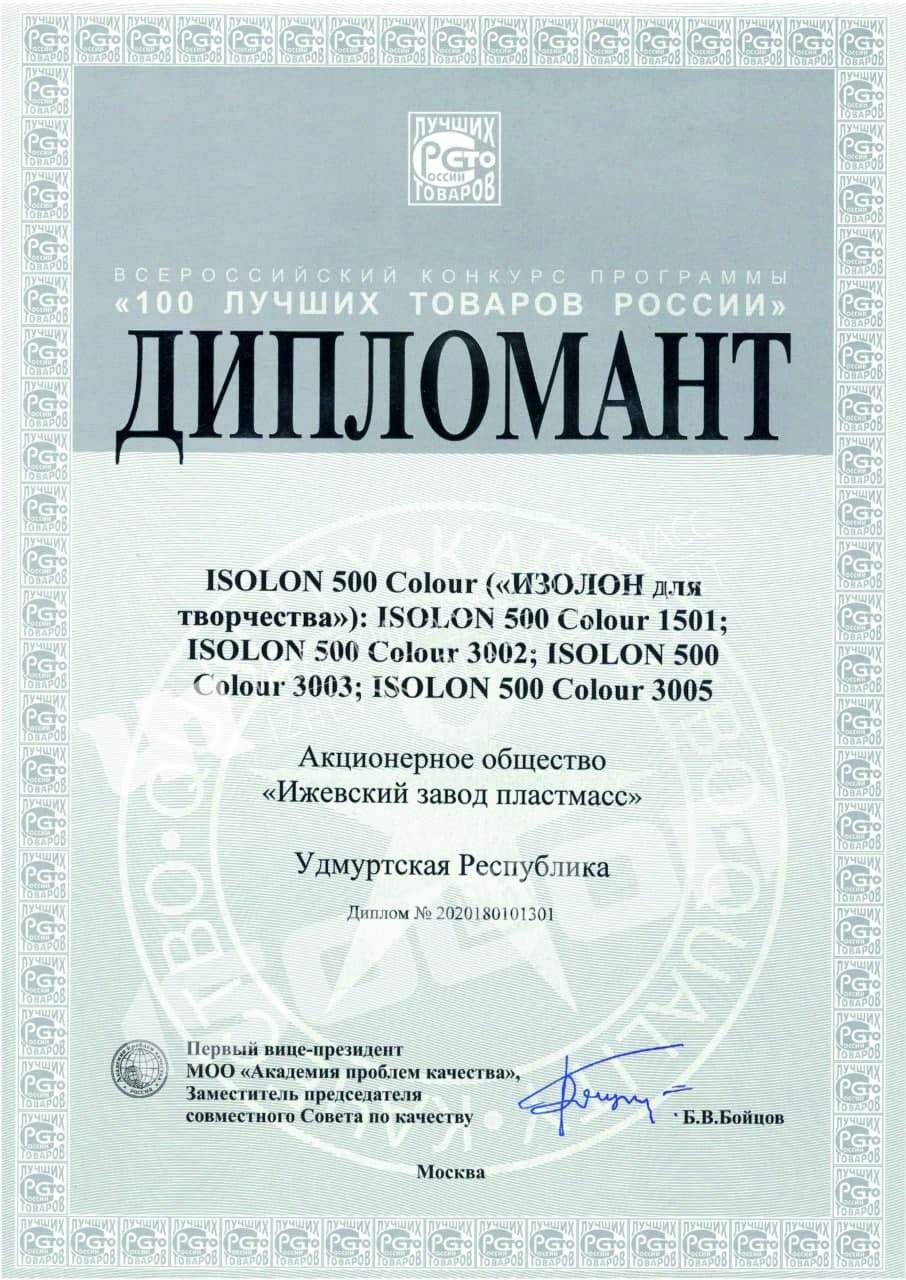 ЛУЧШИХ
СТО
РОССИИ
ТОВАРОВ
ВСЕРОССИЙСКИЙ КОНКУРС ПРОГРАММЫ
«100 ЛУЧШИХ ТОВАРОВ РОССИИ»
ДИПЛОМАНТ
ISOLON 500 Colour («ИЗОЛОН для
творчества»): ISOLON 500 Colour 1501;
ISOLON 500 Colour 3002; ISOLON 500
Colour 3003; ISOLON 500 Colour 3005
Акционерное общество
«Ижевский завод пластмасс»
Удмуртская Республика
Диплом № 2020180101301
Первый вице-президент
МОО «Академия проблем качества»,
Заместитель председателя
совместного Совета по качеству
Б.В.Бойцов
Москва